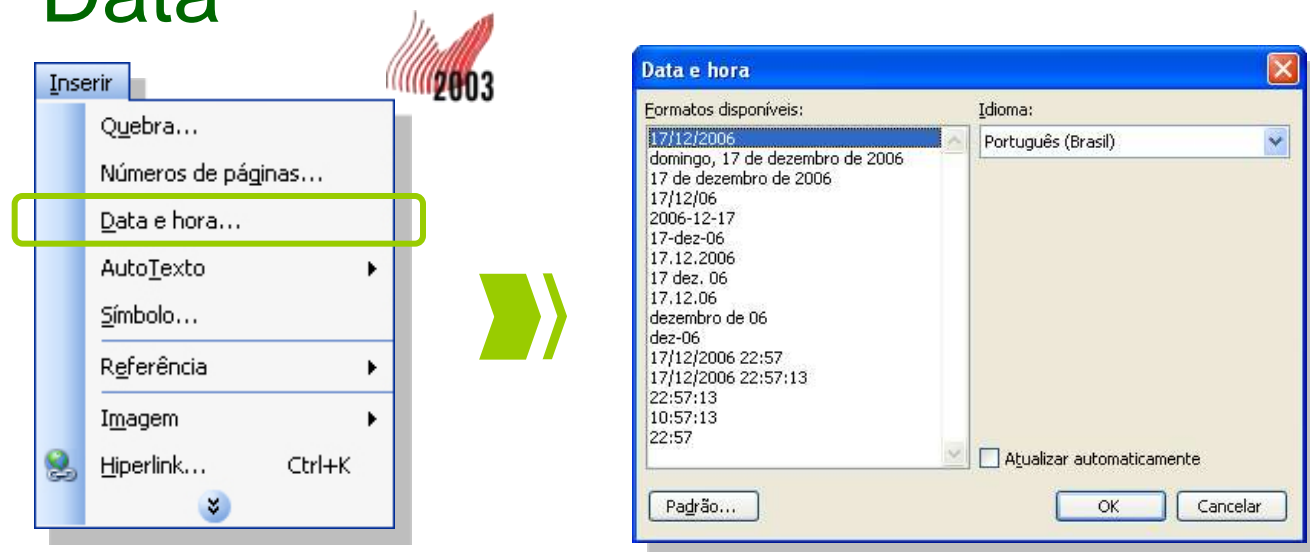 Data
2003
Inserir
Quebra...
Números de páginas...
Data e hora...
AutoTexto
Símbolo...
Referência
Imagem
Hiperlink... Ctrl+K
Data e hora
Formatos disponíveis:
17/12/2006
domingo, 17 de dezembro de 2006
17 de dezembro de 2006
17/12/06
2006-12-17
17-dez-06
17.12.2006
17 dez. 06
17.12.06
dezembro de 06
dez-06
17/12/2006 22:57
17/12/2006 22:57:13
22:57:13
10:57:13
22:57
Idioma:
Português (Brasil)
Atualizar automaticamente
Padrão...
OK
Cancelar